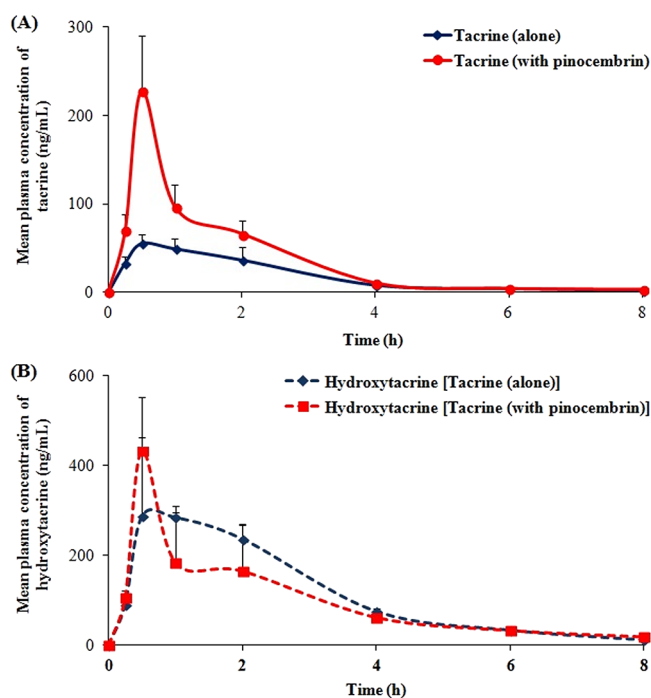 (A)
Tacrine (alone)
Tacrine (with pinocembrin)
Mean plasma concentration of
tacrine (ng/mL)
300
200
100
0
0 2 4 6 8
Time (h)
(B)
Hydroxytacrine [Tacrine (alone)]
Hydroxytacrine [Tacrine (with pinocembrin)]
Mean plasma concentration of
hydroxytacrine (ng/mL)
600
400
200
0
0 2 4 6 8
Time (h)